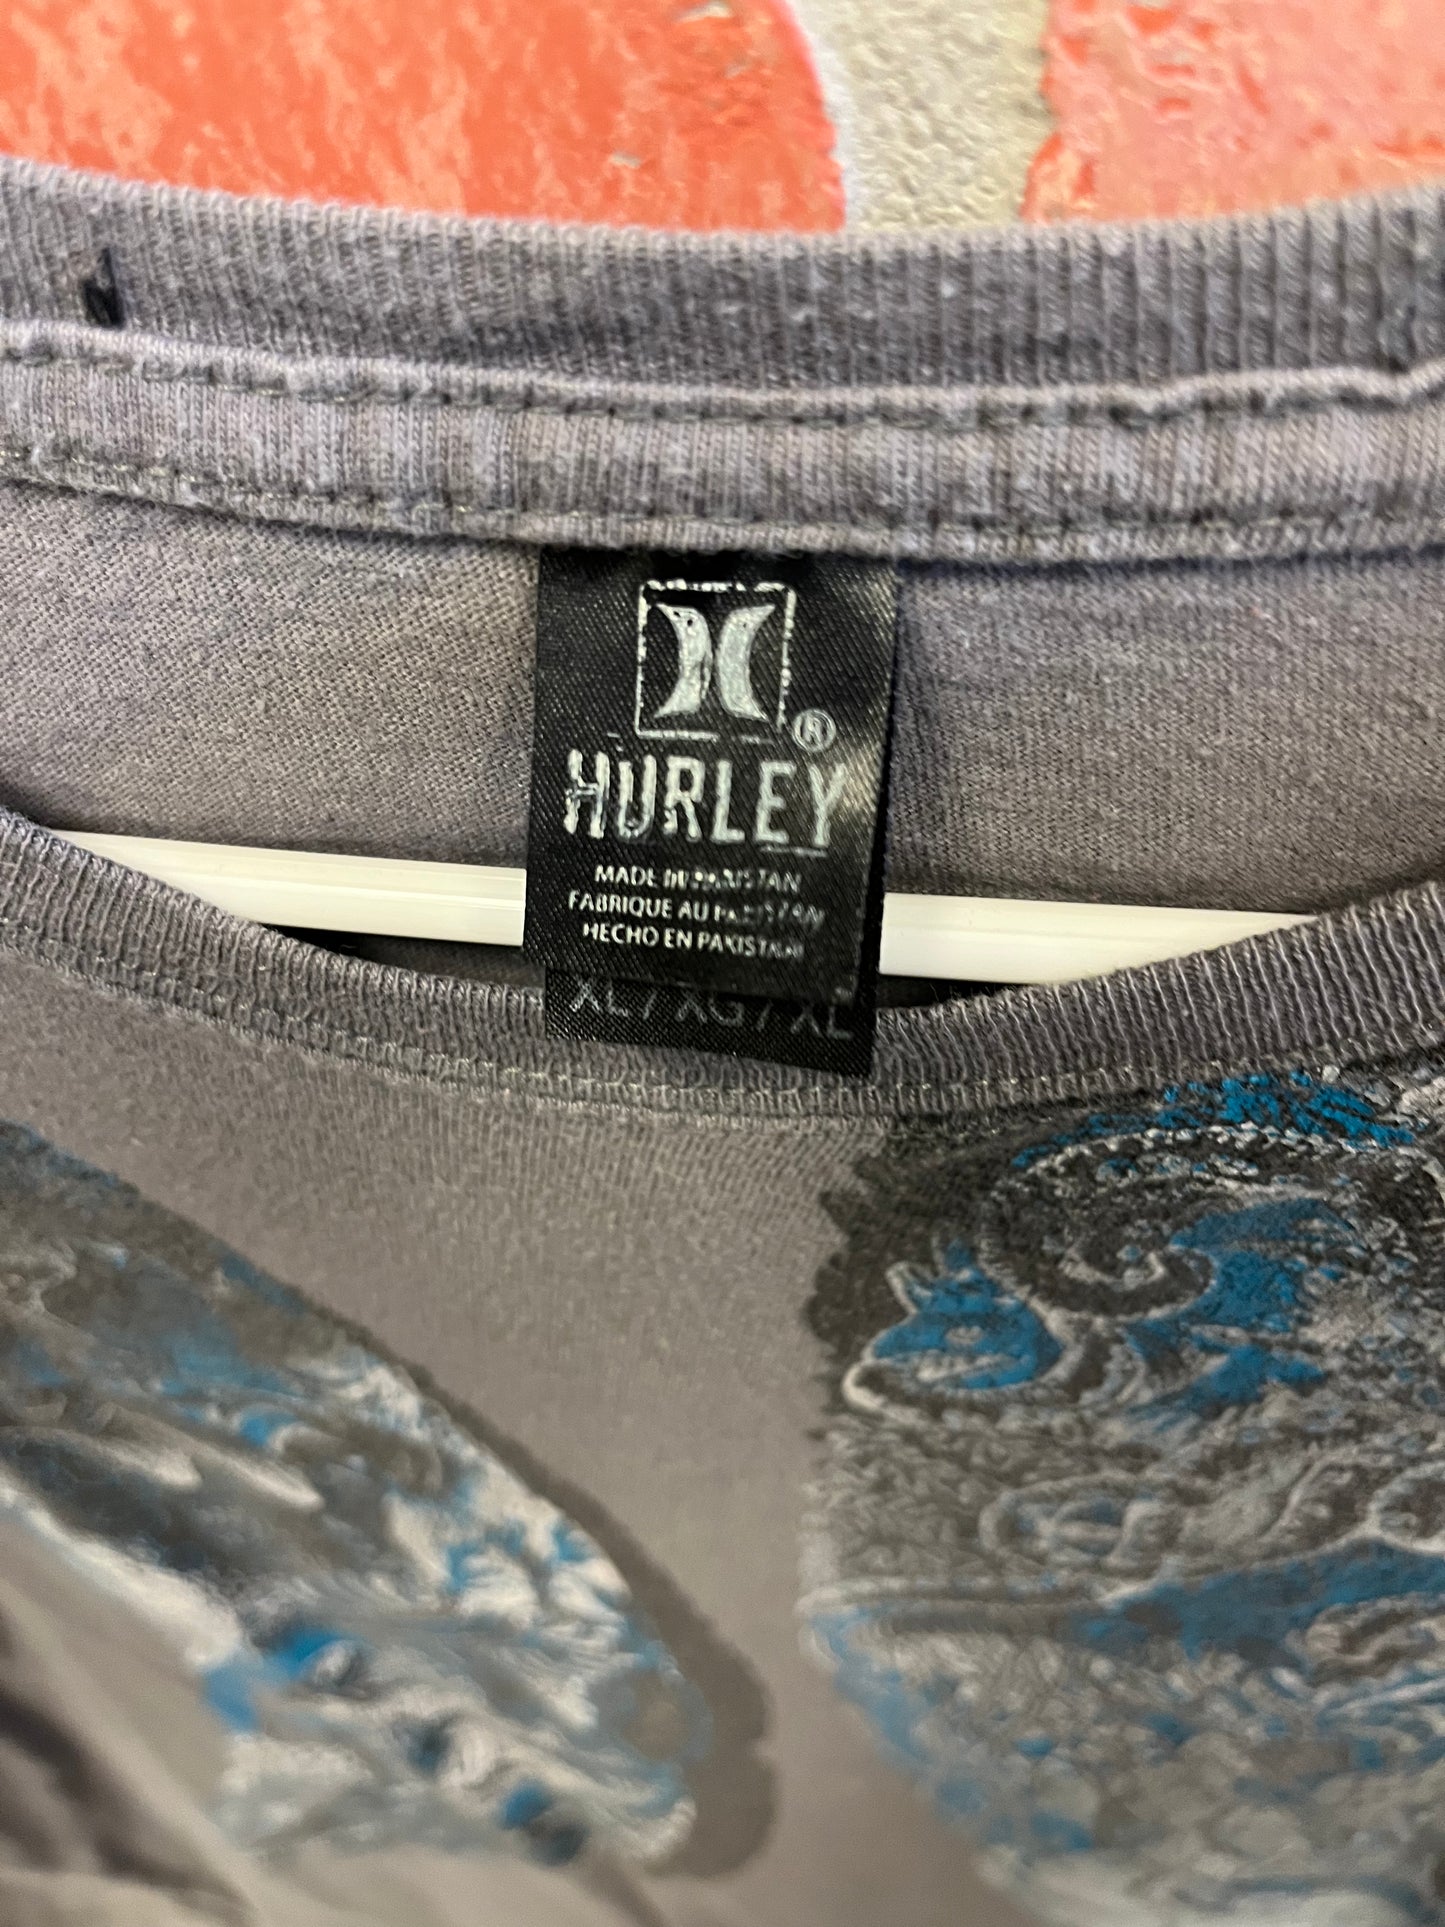 ®
HURLEY
MADE IN PAKISTAN
FABRIQUE AU PAKISTAN
HECHO EN PAKISTAN
XL / XG / XL